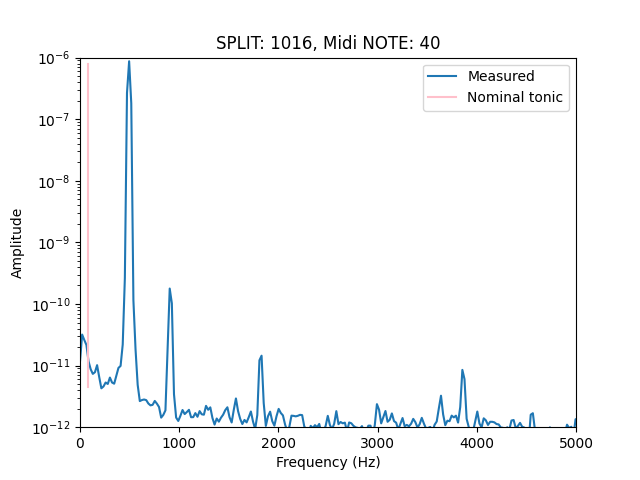 SPLIT: 1016, Midi NOTE: 40
Measured
Nominal tonic
Amplitude
10⁻⁶
10⁻⁷
10⁻⁸
10⁻⁹
10⁻¹⁰
10⁻¹¹
10⁻¹²
0 1000 2000 3000 4000 5000
Frequency (Hz)